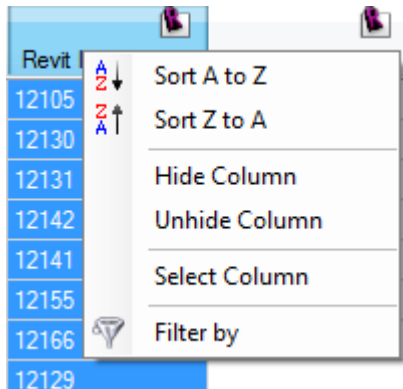 Revit
12105
12130
12131
12142
12141
12155
12166
12129
Sort A to Z
Sort Z to A
Hide Column
Unhide Column
Select Column
Filter by